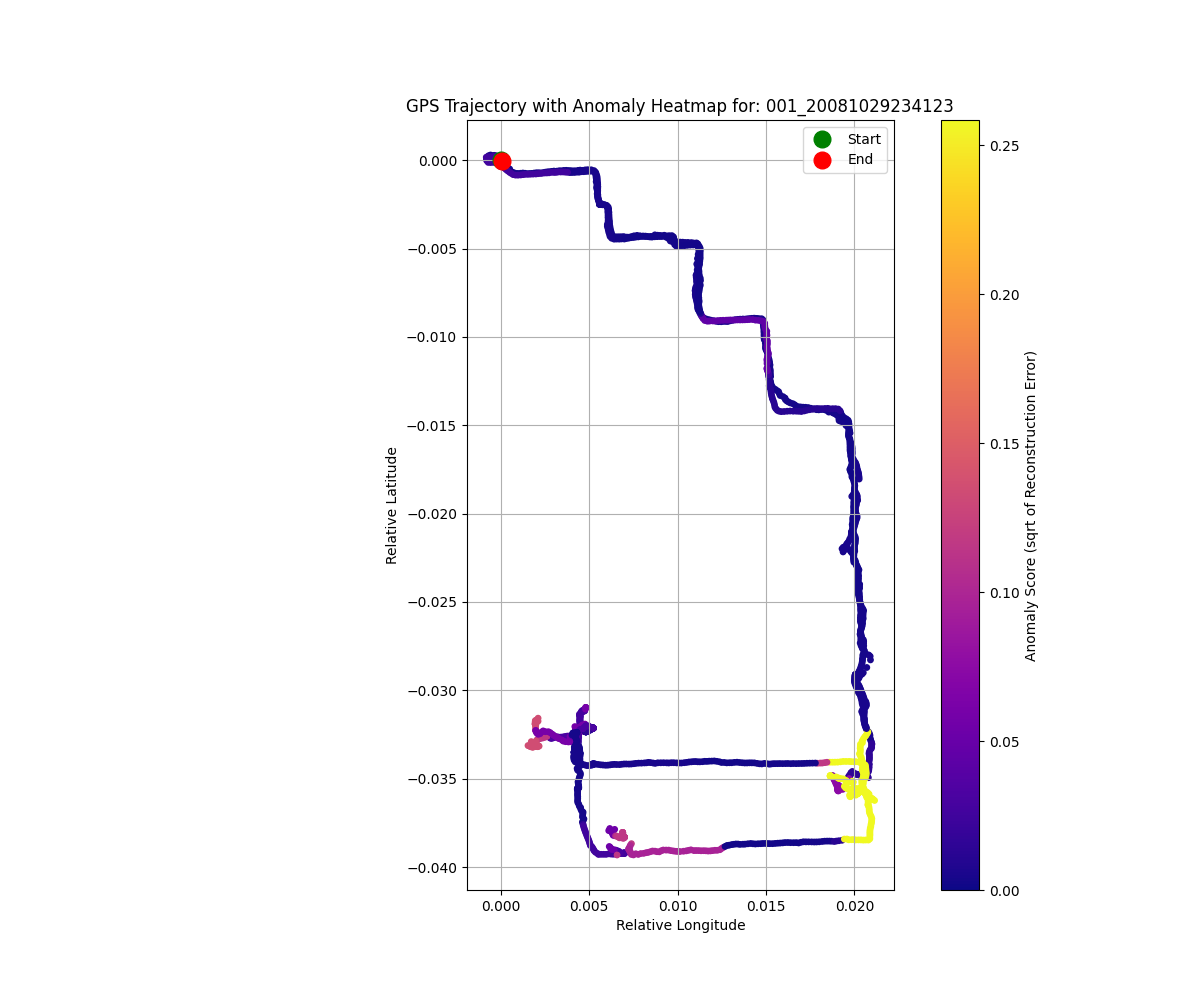 GPS Trajectory with Anomaly Heatmap for: 001_20081029234123
Start
End
0.000
−0.005
−0.010
−0.015
−0.020
−0.025
−0.030
−0.035
−0.040
Relative Latitude
0.000 0.005 0.010 0.015 0.020
Relative Longitude
0.25
0.20
0.15
0.10
0.05
0.00
Anomaly Score (sqrt of Reconstruction Error)